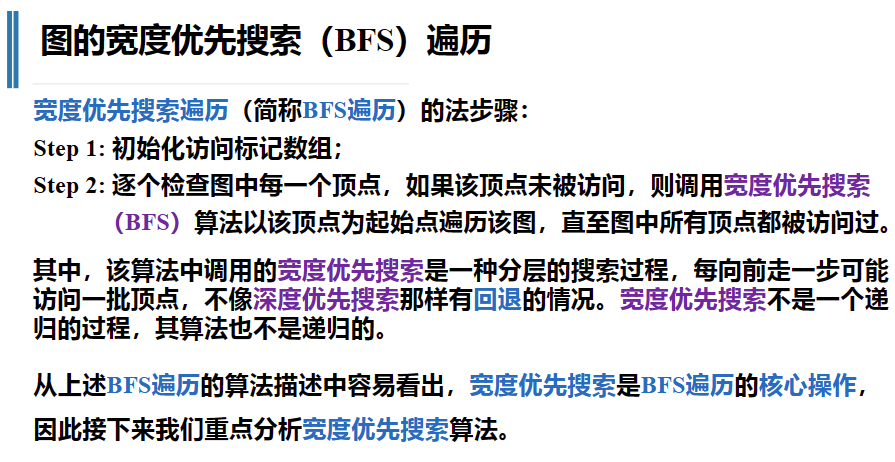 图的宽度优先搜索（BFS）遍历
宽度优先搜索遍历（简称BFS遍历）的法步骤：
Step 1: 初始化访问标记数组；
Step 2: 逐个检查图中每一个顶点，如果该顶点未被访问，则调用宽度优先搜索
（BFS）算法以该顶点为起始点遍历该图，直至图中所有顶点都被访问过。
其中，该算法中调用的宽度优先搜索是一种分层的搜索过程，每向前走一步可能
访问一批顶点，不像深度优先搜索那样有回退的情况。宽度优先搜索不是一个递
归的过程，其算法也不是递归的。
从上述BFS遍历的算法描述中容易看出，宽度优先搜索是BFS遍历的核心操作，
因此接下来我们重点分析宽度优先搜索算法。